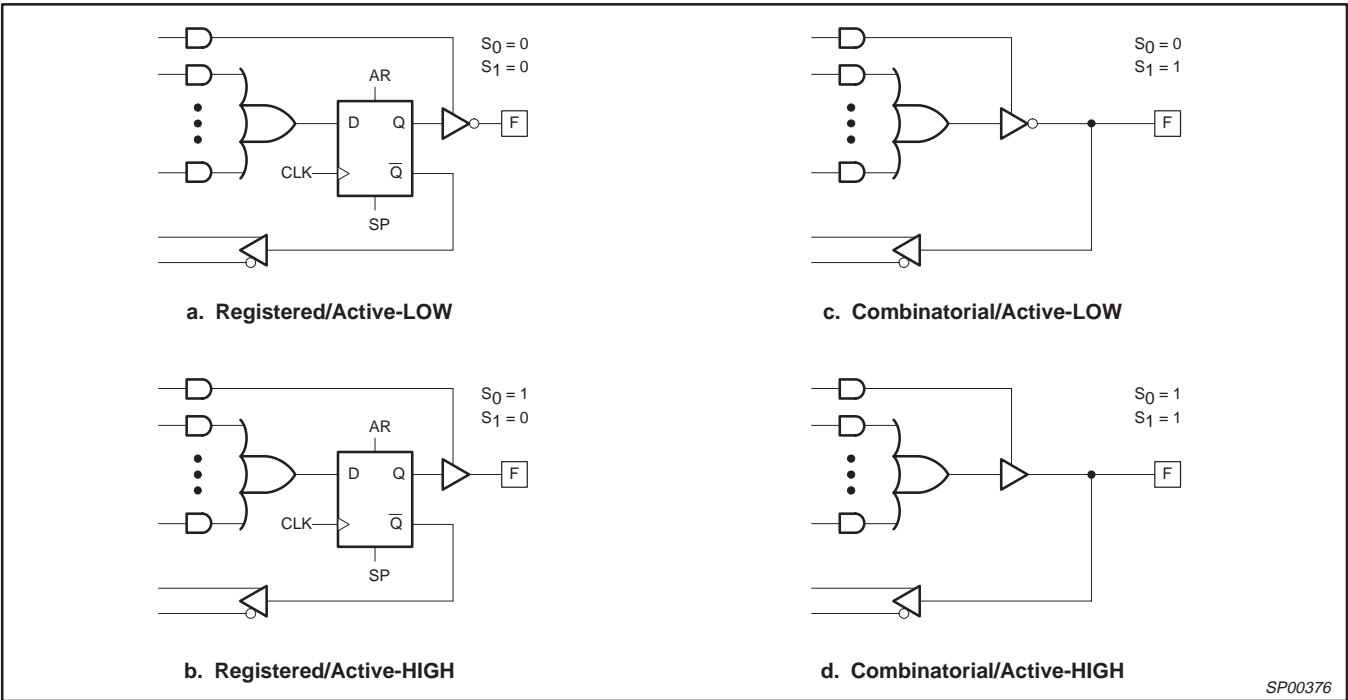 S0 = 0
S1 = 0
AR
D Q
F
CLK
Q̅
SP
a. Registered/Active-LOW
S0 = 0
S1 = 1
F
c. Combinatorial/Active-LOW
S0 = 1
S1 = 0
AR
D Q
F
CLK
Q̅
SP
b. Registered/Active-HIGH
S0 = 1
S1 = 1
F
d. Combinatorial/Active-HIGH
SP00376